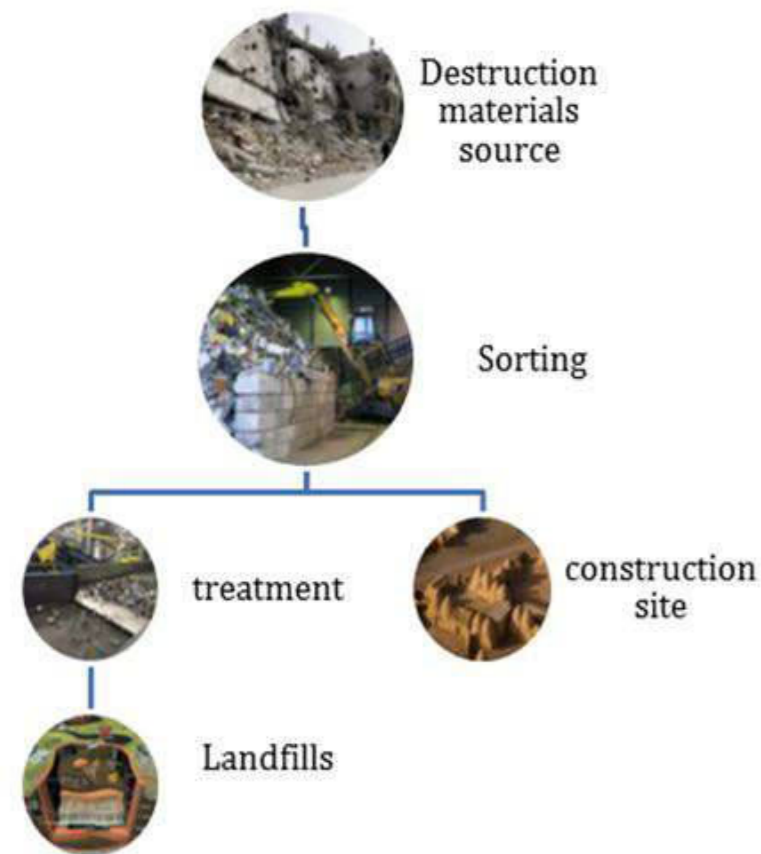 Destruction
materials
source
Sorting
treatment
construction
site
Landfills